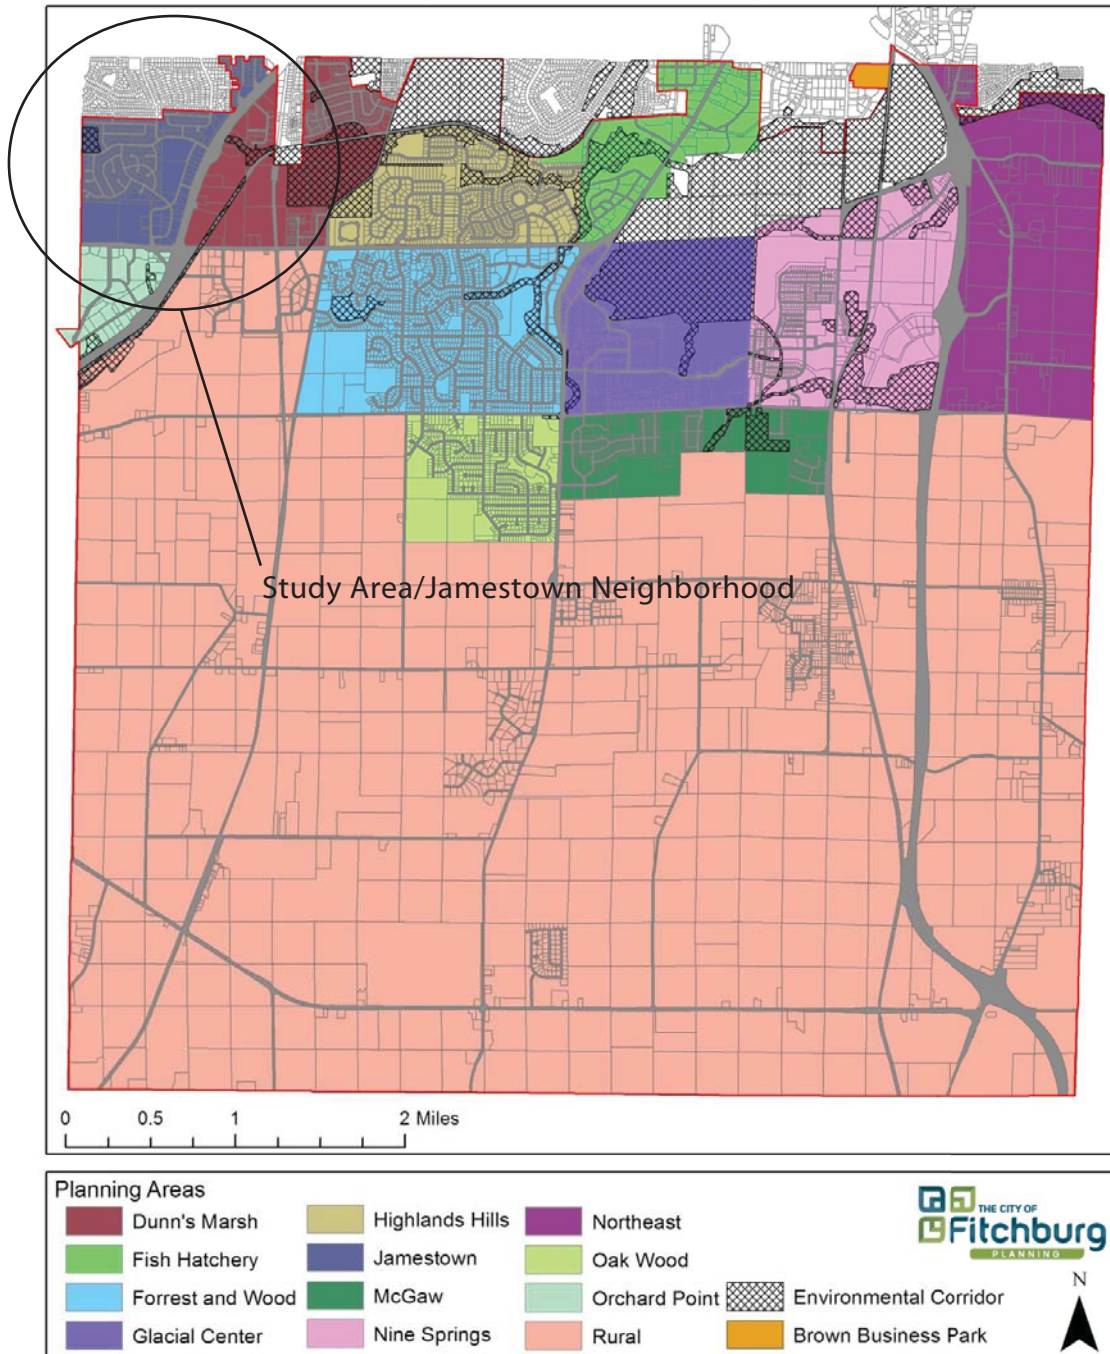 Study Area/Jamestown Neighborhood
0 0.5 1 2 Miles
Planning Areas
Dunn's Marsh
Fish Hatchery
Forrest and Wood
Glacial Center
Highlands Hills
Jamestown
McGaw
Nine Springs
Northeast
Oak Wood
Orchard Point
Rural
Environmental Corridor
Brown Business Park
THE CITY OF
Fitchburg
PLANNING
N